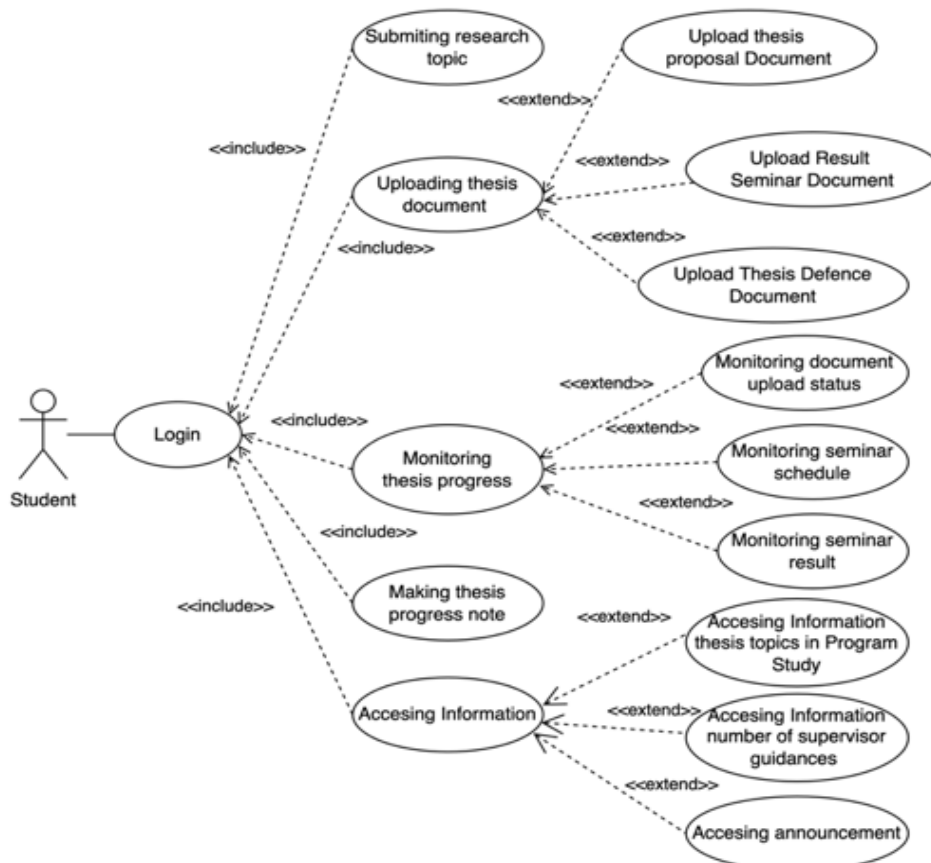 Submiting research
topic
Upload thesis
proposal Document
<<extend>>
<<include>>
<<extend>>
Upload Result
Seminar Document
Uploading thesis
document
<<extend>>
<<include>>
Upload Thesis Defence
Document
Monitoring document
upload status
<<extend>>
<<include>>
<<extend>>
Login
Monitoring
thesis progress
Monitoring seminar
schedule
Student
<<extend>>
<<include>>
Monitoring seminar
result
<<include>>
Making thesis
progress note
<<extend>>
Accesing Information
thesis topics in Program
Study
Accesing Information
<<extend>>
Accesing Information
number of supervisor
guidances
<<extend>>
Accesing announcement